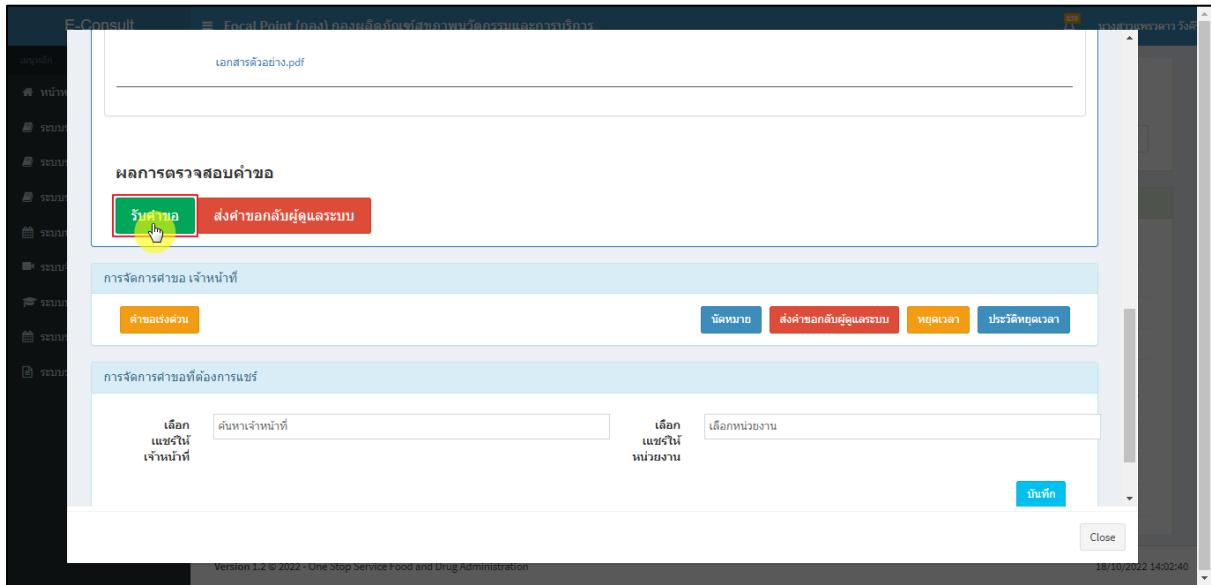 E-Consult
Focal Point (กอง) กองผลิตภัณฑ์สุขภาพนวัตกรรมและการบริการ
เมนูหลัก
เอกสารตัวอย่าง.pdf
ผลการตรวจสอบคำขอ
รับคำขอ
ส่งคำขอกลับผู้ดูแลระบบ
การจัดการคำขอ เจ้าหน้าที่
คำขอเร่งด่วน
นัดหมาย
ส่งคำขอกลับผู้ดูแลระบบ
หยุดเวลา
ประวัติหยุดเวลา
การจัดการคำขอที่ต้องการแชร์
เลือก
แชร์ให้
เจ้าหน้าที่
ค้นหาเจ้าหน้าที่
เลือก
แชร์ให้
หน่วยงาน
เลือกหน่วยงาน
บันทึก
Close
Version 1.2 © 2022 - One Stop Service Food and Drug Administration
18/10/2022 14:02:40